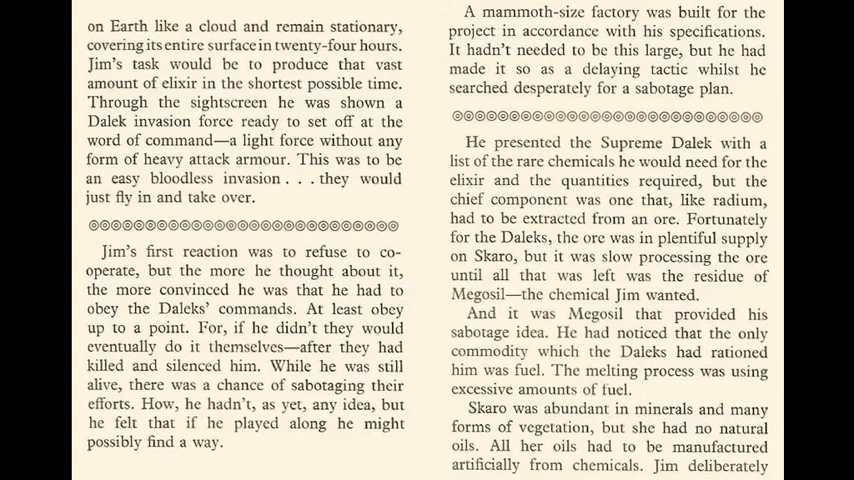 on Earth like a cloud and remain stationary,
covering its entire surface in twenty-four hours.
Jim's task would be to produce that vast
amount of elixir in the shortest possible time.
Through the sightscreen he was shown a
Dalek invasion force ready to set off at the
word of command—a light force without any
form of heavy attack armour. This was to be
an easy bloodless invasion . . . they would
just fly in and take over.
◎◎◎◎◎◎◎◎◎◎◎◎◎◎◎◎◎◎◎◎◎◎◎◎◎◎◎◎
Jim's first reaction was to refuse to co-
operate, but the more he thought about it,
the more convinced he was that he had to
obey the Daleks' commands. At least obey
up to a point. For, if he didn't they would
eventually do it themselves—after they had
killed and silenced him. While he was still
alive, there was a chance of sabotaging their
efforts. How, he hadn't, as yet, any idea, but
he felt that if he played along he might
possibly find a way.
A mammoth-size factory was built for the
project in accordance with his specifications.
It hadn't needed to be this large, but he had
made it so as a delaying tactic whilst he
searched desperately for a sabotage plan.
◎◎◎◎◎◎◎◎◎◎◎◎◎◎◎◎◎◎◎◎◎◎◎◎◎◎◎◎
He presented the Supreme Dalek with a
list of the rare chemicals he would need for the
elixir and the quantities required, but the
chief component was one that, like radium,
had to be extracted from an ore. Fortunately
for the Daleks, the ore was in plentiful supply
on Skaro, but it was slow processing the ore
until all that was left was the residue of
Megosil—the chemical Jim wanted.
And it was Megosil that provided his
sabotage idea. He had noticed that the only
commodity which the Daleks had rationed
him was fuel. The melting process was using
excessive amounts of fuel.
Skaro was abundant in minerals and many
forms of vegetation, but she had no natural
oils. All her oils had to be manufactured
artificially from chemicals. Jim deliberately